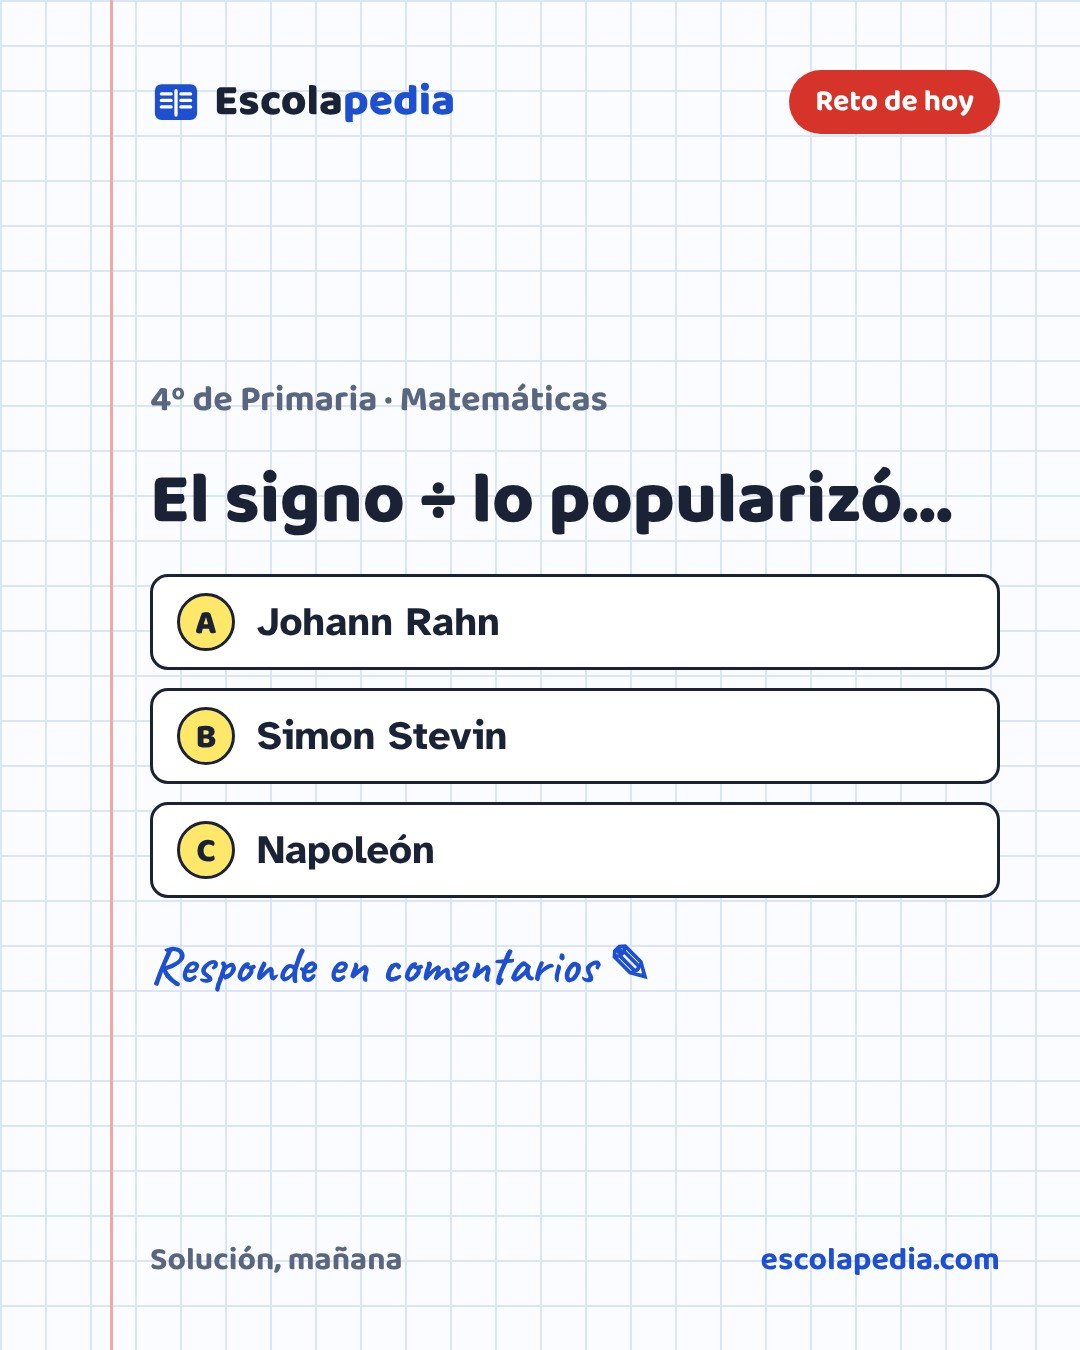 Escolapedia
Reto de hoy
4º de Primaria · Matemáticas
El signo ÷ lo popularizó...
A Johann Rahn
B Simon Stevin
C Napoleón
Responde en comentarios ✎
Solución, mañana
escolapedia.com